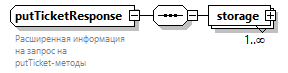 putTicketResponse
storage
1..∞
Расширенная информация
на запрос на
putTicket-методы